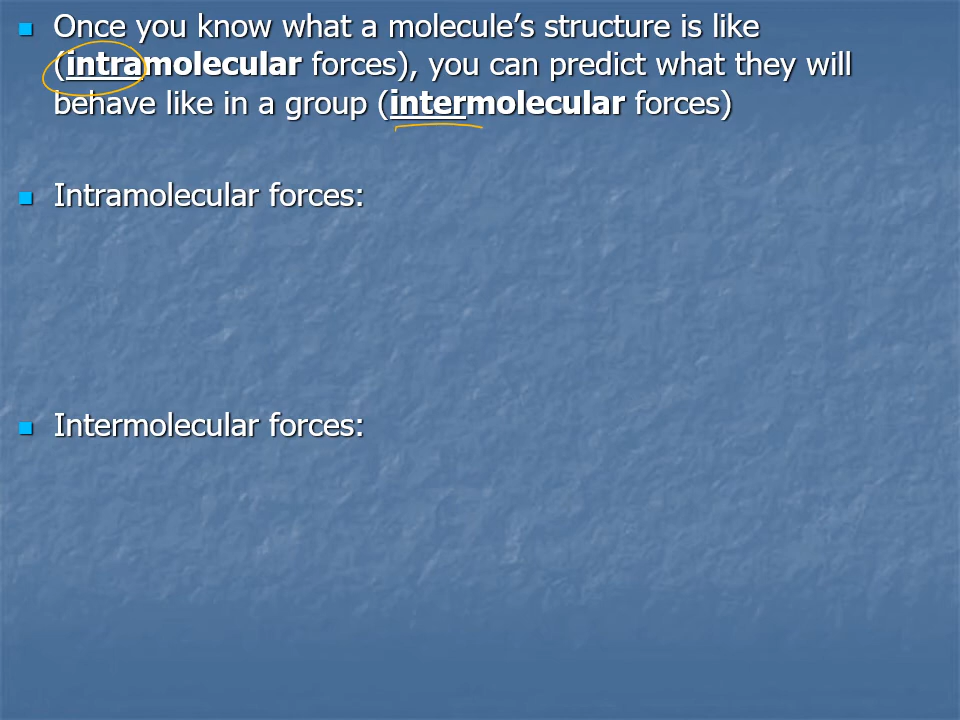 Once you know what a molecule’s structure is like
(intramolecular forces), you can predict what they will
behave like in a group (intermolecular forces)
Intramolecular forces:
Intermolecular forces: